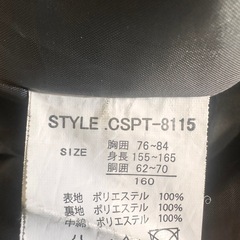 STYLE .CSPT-8115
SIZE
胸囲 76~84
身長 155~165
胴囲 62~70
160
表地 ポリエステル 100%
裏地 ポリエステル 100%
中綿 ポリエステル 100%